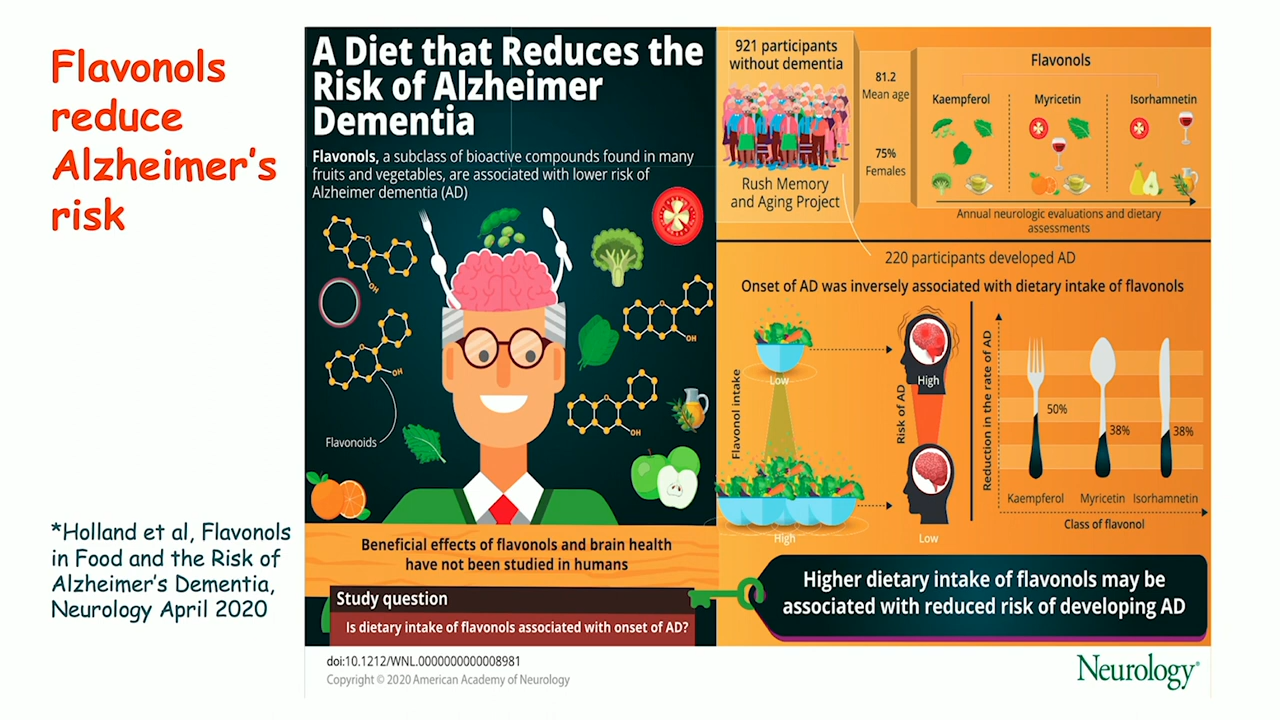 Flavonols
reduce
Alzheimer's
risk
*Holland et al, Flavonols
in Food and the Risk of
Alzheimer's Dementia,
Neurology April 2020
A Diet that Reduces the
Risk of Alzheimer
Dementia
Flavonols, a subclass of bioactive compounds found in many
fruits and vegetables, are associated with lower risk of
Alzheimer dementia (AD)
O
OH
O
OH
O
OH
O
OH
Flavonoids
Beneficial effects of flavonols and brain health
have not been studied in humans
Study question
Is dietary intake of flavonols associated with onset of AD?
921 participants
without dementia
Rush Memory
and Aging Project
81.2
Mean age
75%
Females
Flavonols
Kaempferol
Myricetin
Isorhamnetin
Annual neurologic evaluations and dietary
assessments
220 participants developed AD
Onset of AD was inversely associated with dietary intake of flavonols
Flavonol intake
Low
High
Risk of AD
High
Low
Reduction in the rate of AD
50%
38%
38%
Kaempferol
Myricetin
Isorhamnetin
Class of flavonol
Higher dietary intake of flavonols may be
associated with reduced risk of developing AD
doi:10.1212/WNL.0000000000008981
Copyright © 2020 American Academy of Neurology
Neurology®